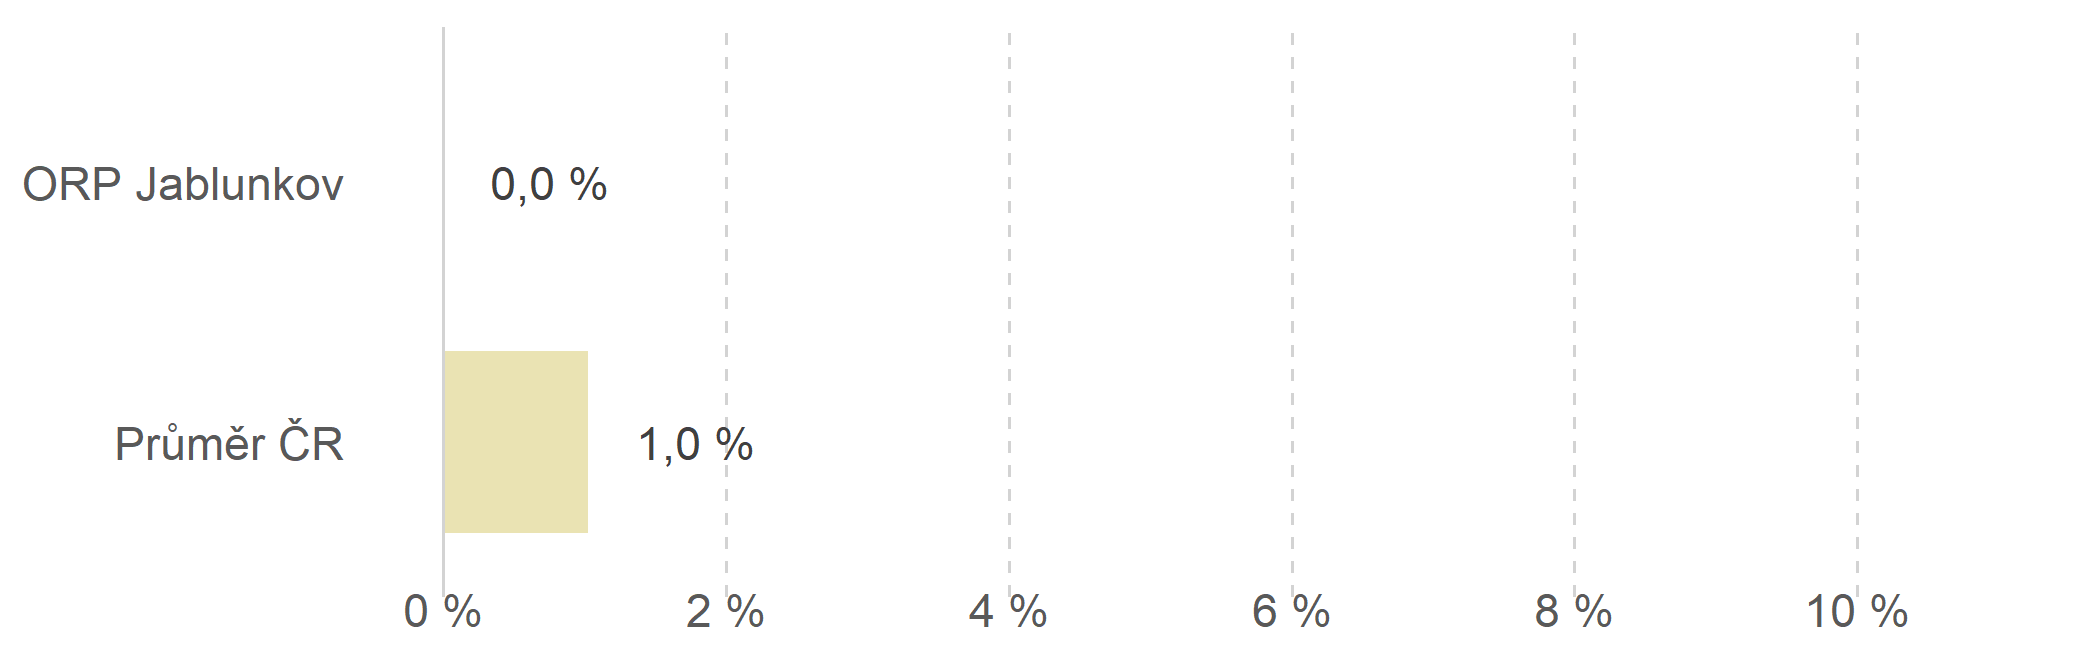 ORP Jablunkov 0,0 %
Průměr ČR 1,0 %
0 % 2 % 4 % 6 % 8 % 10 %